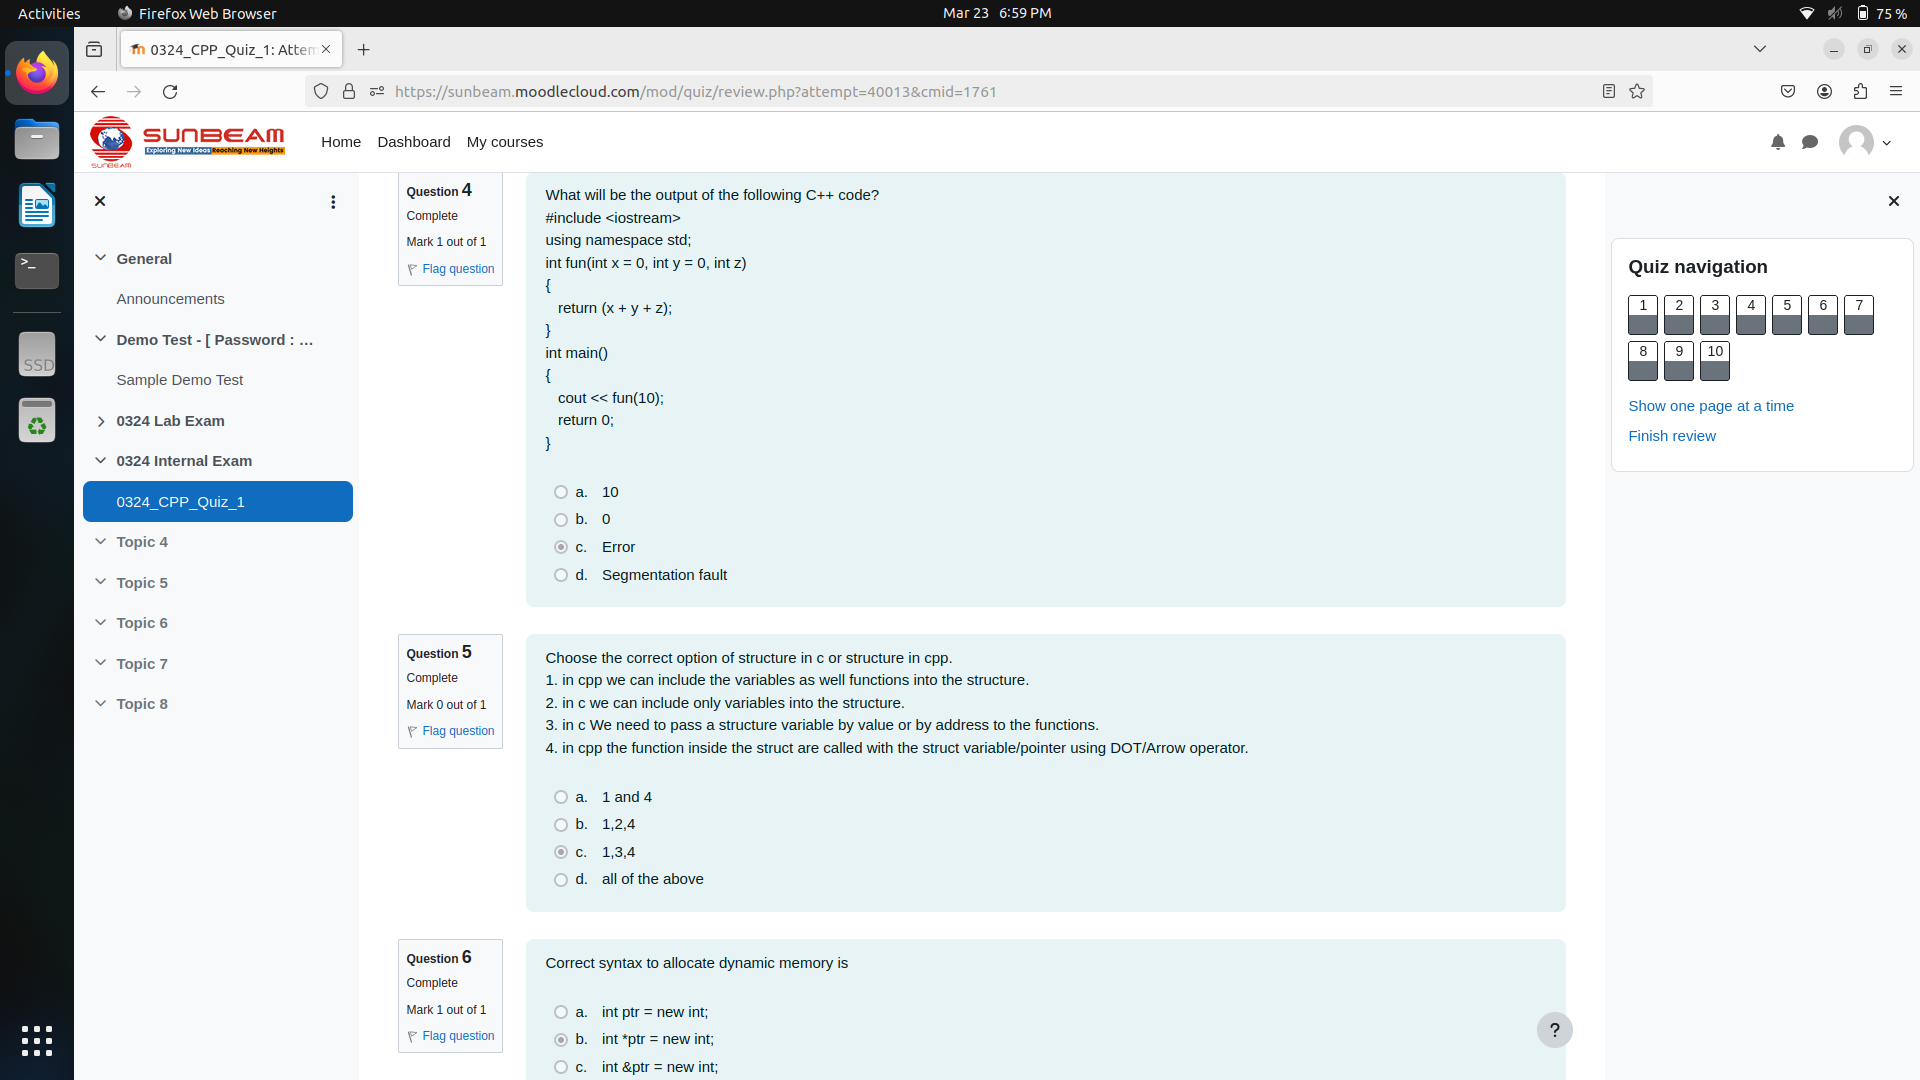 Activities
Firefox Web Browser
Mar 23 6:59 PM
75 %
0324_CPP_Quiz_1: Attem
https://sunbeam.moodlecloud.com/mod/quiz/review.php?attempt=40013&cmid=1761
SUNBEAM
Exploring New Ideas Reaching New Heights
SUNBEAM
Home
Dashboard
My courses
SSD
General
Announcements
Demo Test - [ Password : ...
Sample Demo Test
0324 Lab Exam
0324 Internal Exam
0324_CPP_Quiz_1
Topic 4
Topic 5
Topic 6
Topic 7
Topic 8
Question 4
Complete
Mark 1 out of 1
Flag question
What will be the output of the following C++ code?
#include <iostream>
using namespace std;
int fun(int x = 0, int y = 0, int z)
{
return (x + y + z);
}
int main()
{
cout << fun(10);
return 0;
}
a. 10
b. 0
c. Error
d. Segmentation fault
Question 5
Complete
Mark 0 out of 1
Flag question
Choose the correct option of structure in c or structure in cpp.
1. in cpp we can include the variables as well functions into the structure.
2. in c we can include only variables into the structure.
3. in c We need to pass a structure variable by value or by address to the functions.
4. in cpp the function inside the struct are called with the struct variable/pointer using DOT/Arrow operator.
a. 1 and 4
b. 1,2,4
c. 1,3,4
d. all of the above
Question 6
Complete
Mark 1 out of 1
Flag question
Correct syntax to allocate dynamic memory is
a. int ptr = new int;
b. int *ptr = new int;
c. int &ptr = new int;
?
Quiz navigation
1 2 3 4 5 6 7
8 9 10
Show one page at a time
Finish review